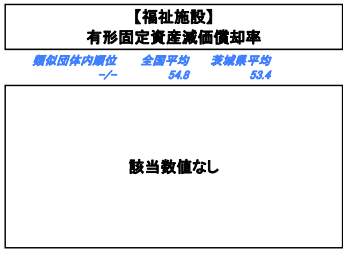 【福祉施設】
有形固定資産減価償却率
類似団体内順位 全国平均 茨城県平均
-/- 54.8 53.4
該当数値なし